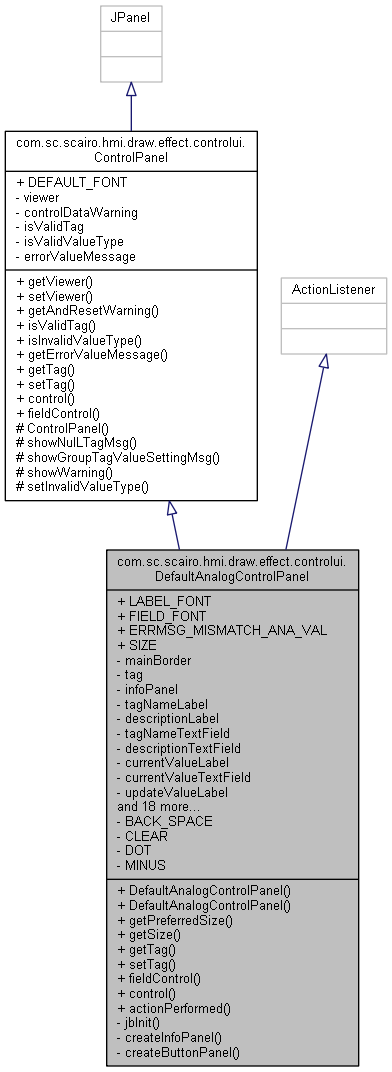 JPanel
com.sc.scairo.hmi.draw.effect.controlui.
ControlPanel
+ DEFAULT_FONT
- viewer
- controlDataWarning
- isValidTag
- isValidValueType
- errorValueMessage
+ getViewer()
+ setViewer()
+ getAndResetWarning()
+ isValidTag()
+ isInvalidValueType()
+ getErrorValueMessage()
+ getTag()
+ setTag()
+ control()
+ fieldControl()
# ControlPanel()
# showNulLTagMsg()
# showGroupTagValueSettingMsg()
# showWarning()
# setInvalidValueType()
ActionListener
com.sc.scairo.hmi.draw.effect.controlui.
DefaultAnalogControlPanel
+ LABEL_FONT
+ FIELD_FONT
+ ERRMSG_MISMATCH_ANA_VAL
+ SIZE
- mainBorder
- tag
- infoPanel
- tagNameLabel
- descriptionLabel
- tagNameTextField
- descriptionTextField
- currentValueLabel
- currentValueTextField
- updateValueLabel
and 18 more...
- BACK_SPACE
- CLEAR
- DOT
- MINUS
+ DefaultAnalogControlPanel()
+ DefaultAnalogControlPanel()
+ getPreferredSize()
+ getSize()
+ getTag()
+ setTag()
+ fieldControl()
+ control()
+ actionPerformed()
- jbInit()
- createInfoPanel()
- createButtonPanel()